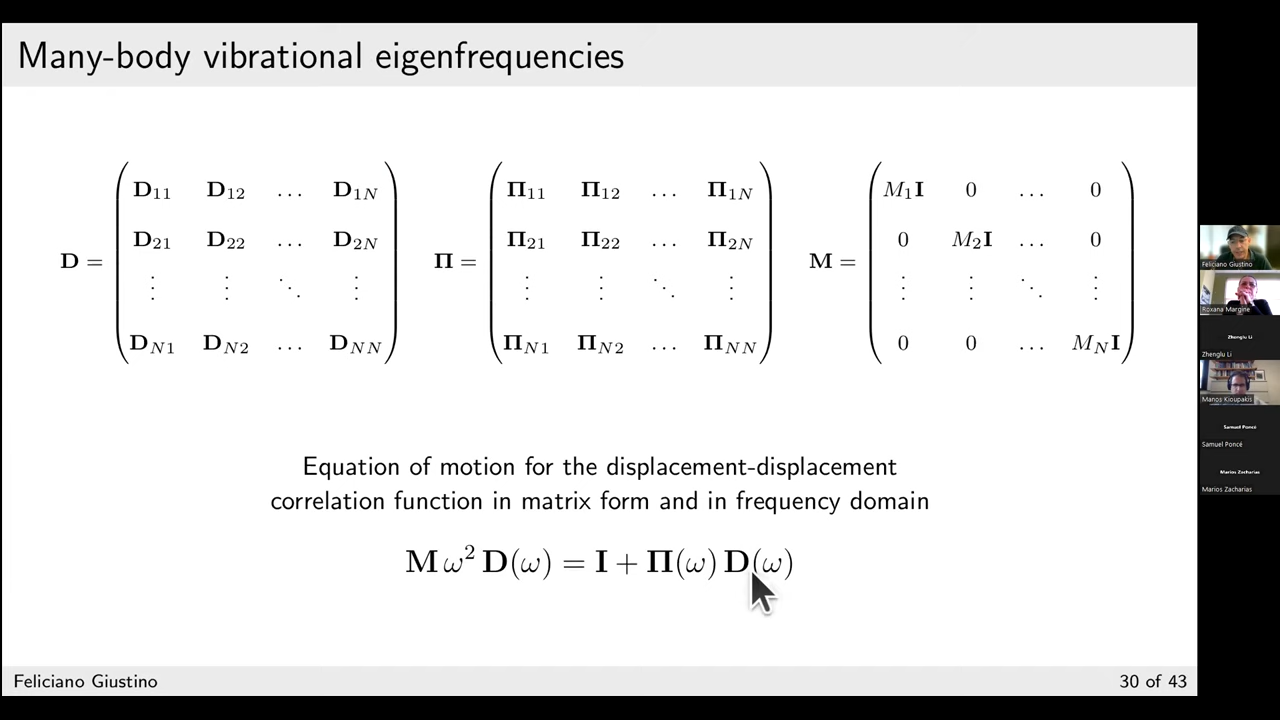 Many-body vibrational eigenfrequencies
D = ( D₁₁ D₁₂ … D₁N
D₂₁ D₂₂ … D₂N
⋮ ⋮ ⋱ ⋮
DN₁ DN₂ … DNN )
Π = ( Π₁₁ Π₁₂ … Π₁N
Π₂₁ Π₂₂ … Π₂N
⋮ ⋮ ⋱ ⋮
ΠN₁ ΠN₂ … ΠNN )
M = ( M₁I 0 … 0
0 M₂I … 0
⋮ ⋮ ⋱ ⋮
0 0 … MNI )
Equation of motion for the displacement-displacement
correlation function in matrix form and in frequency domain
M ω² D(ω) = I + Π(ω) D(ω)
Feliciano Giustino
30 of 43
Feliciano Giustino
Roxana Margine
Zhenglu Li
Zhenglu Li
Manos Kioupakis
Samuel Poncé
Samuel Poncé
Marios Zacharias
Marios Zacharias